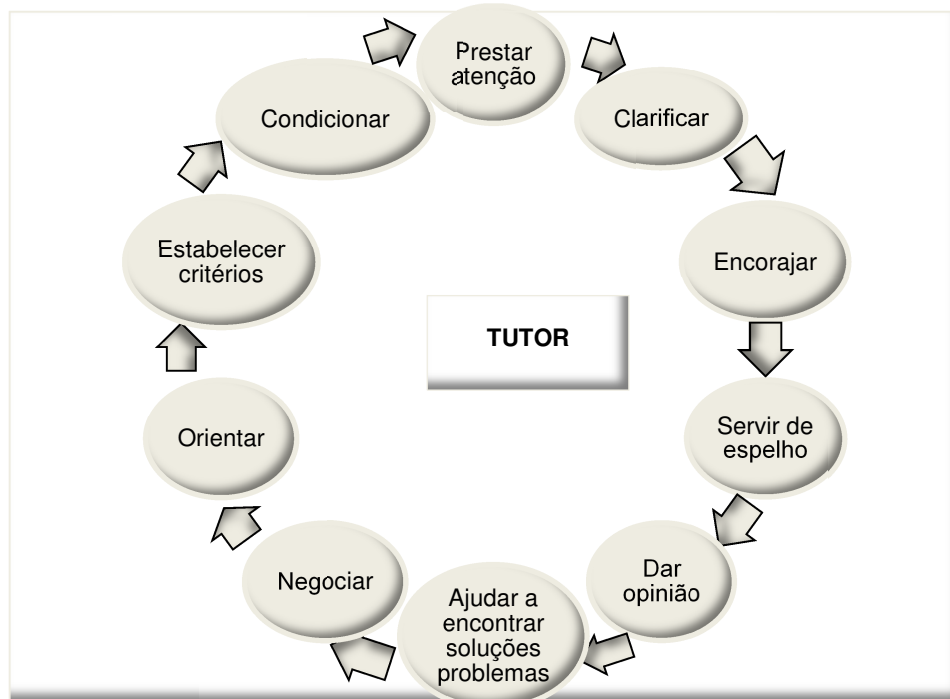 Prestar
atenção
Clarificar
Encorajar
Servir de
espelho
Dar
opinião
Ajudar a
encontrar
soluções
problemas
Negociar
Orientar
Estabelecer
critérios
Condicionar
TUTOR